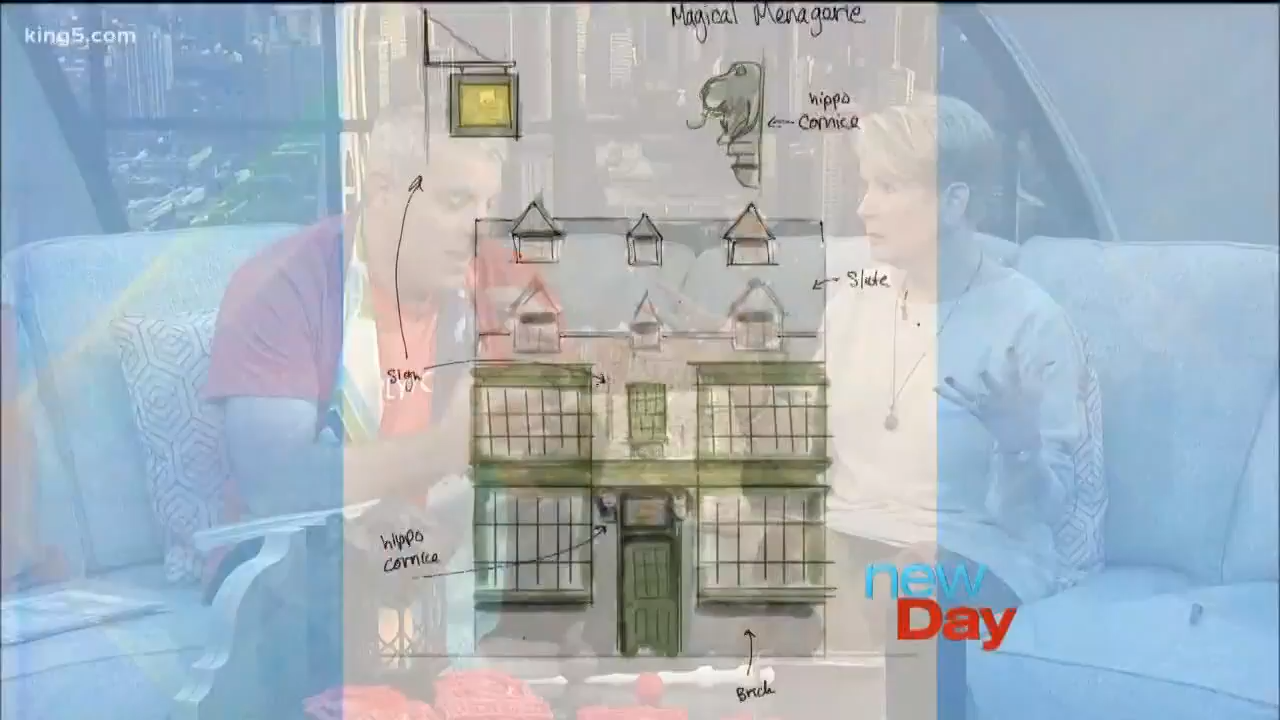 king5.com
Magical Menagerie
hippo
cornice
Slate
Sign
hippo
cornice
new
Day
Brick